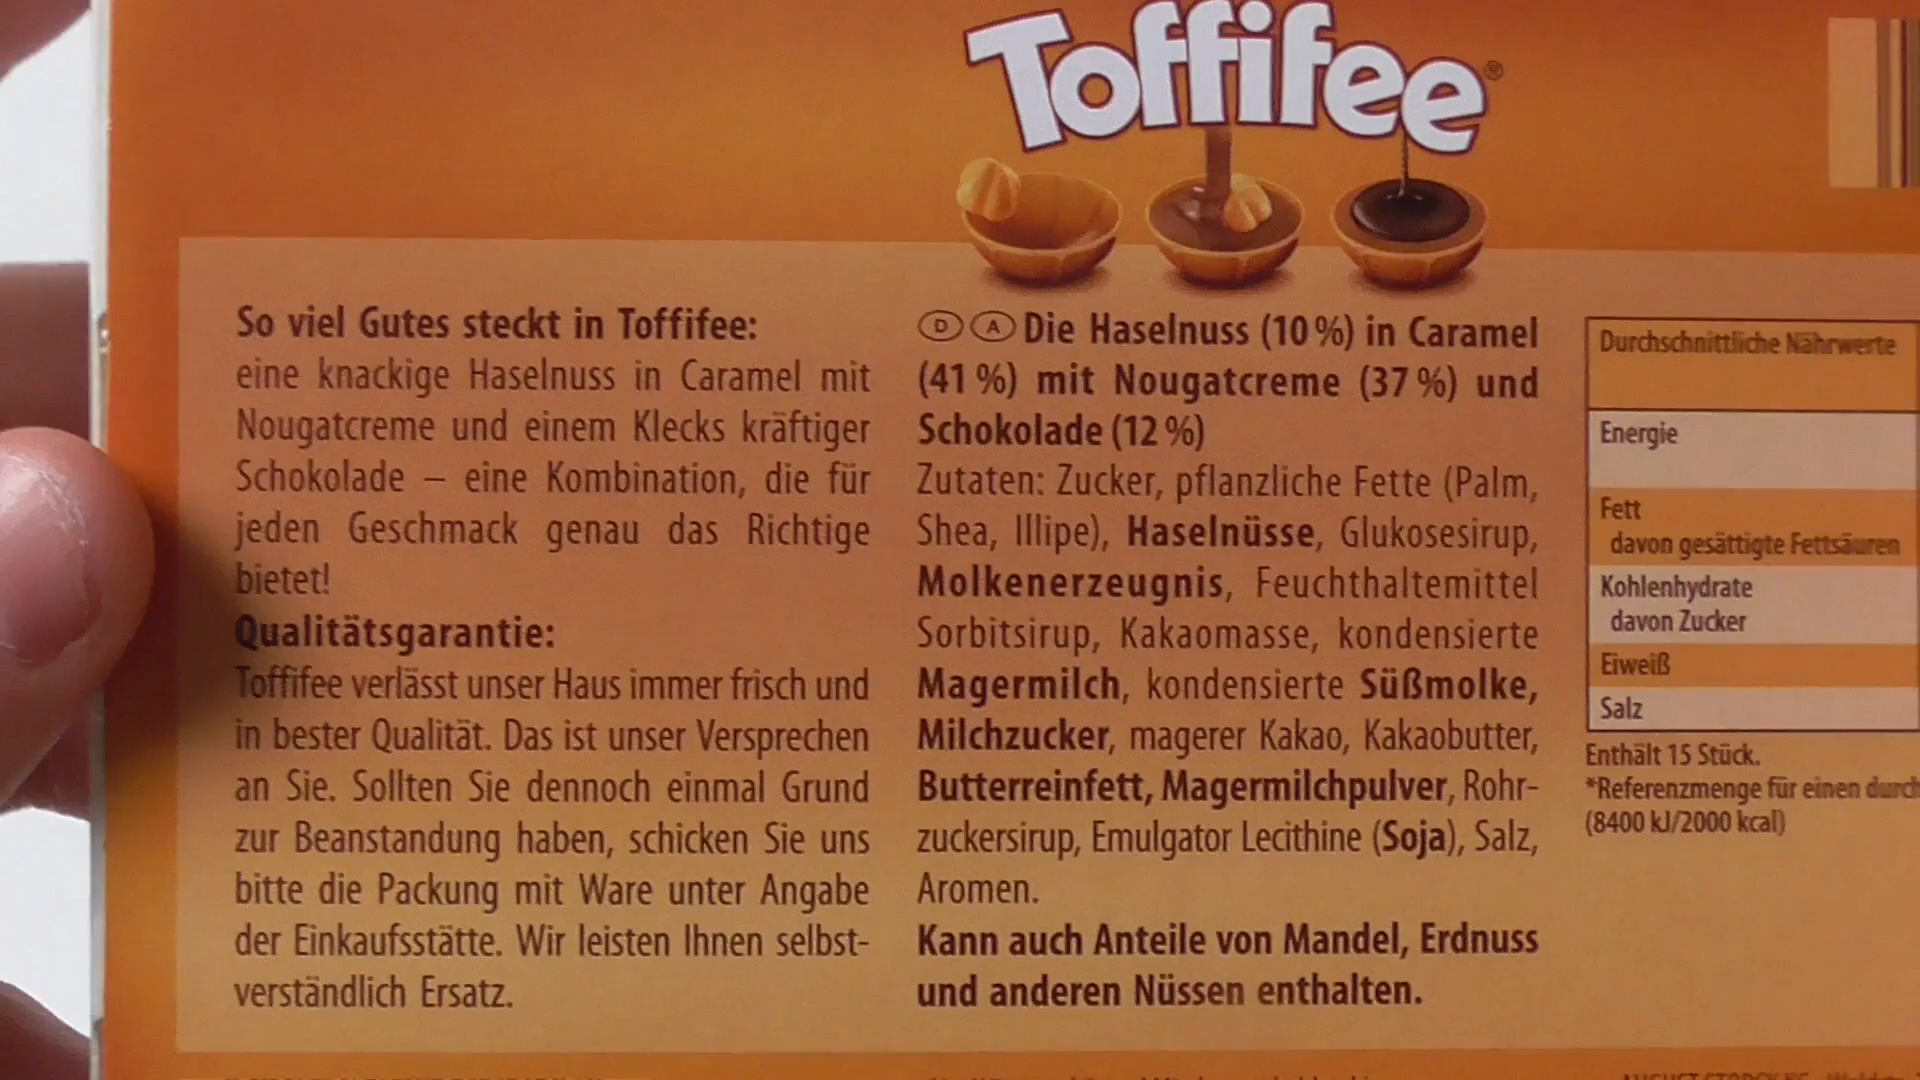 Toffifee®
So viel Gutes steckt in Toffifee:
eine knackige Haselnuss in Caramel mit
Nougatcreme und einem Klecks kräftiger
Schokolade – eine Kombination, die für
jeden Geschmack genau das Richtige
bietet!
Qualitätsgarantie:
Toffifee verlässt unser Haus immer frisch und
in bester Qualität. Das ist unser Versprechen
an Sie. Sollten Sie dennoch einmal Grund
zur Beanstandung haben, schicken Sie uns
bitte die Packung mit Ware unter Angabe
der Einkaufsstätte. Wir leisten Ihnen selbst-
verständlich Ersatz.
D A Die Haselnuss (10 %) in Caramel
(41 %) mit Nougatcreme (37 %) und
Schokolade (12 %)
Zutaten: Zucker, pflanzliche Fette (Palm,
Shea, Illipe), Haselnüsse, Glukosesirup,
Molkenerzeugnis, Feuchthaltemittel
Sorbitsirup, Kakaomasse, kondensierte
Magermilch, kondensierte Süßmolke,
Milchzucker, magerer Kakao, Kakaobutter,
Butterreinfett, Magermilchpulver, Rohr-
zuckersirup, Emulgator Lecithine (Soja), Salz,
Aromen.
Kann auch Anteile von Mandel, Erdnuss
und anderen Nüssen enthalten.
Durchschnittliche Nährwerte
Energie
Fett
davon gesättigte Fettsäuren
Kohlenhydrate
davon Zucker
Eiweiß
Salz
Enthält 15 Stück.
*Referenzmenge für einen durch
(8400 kJ/2000 kcal)